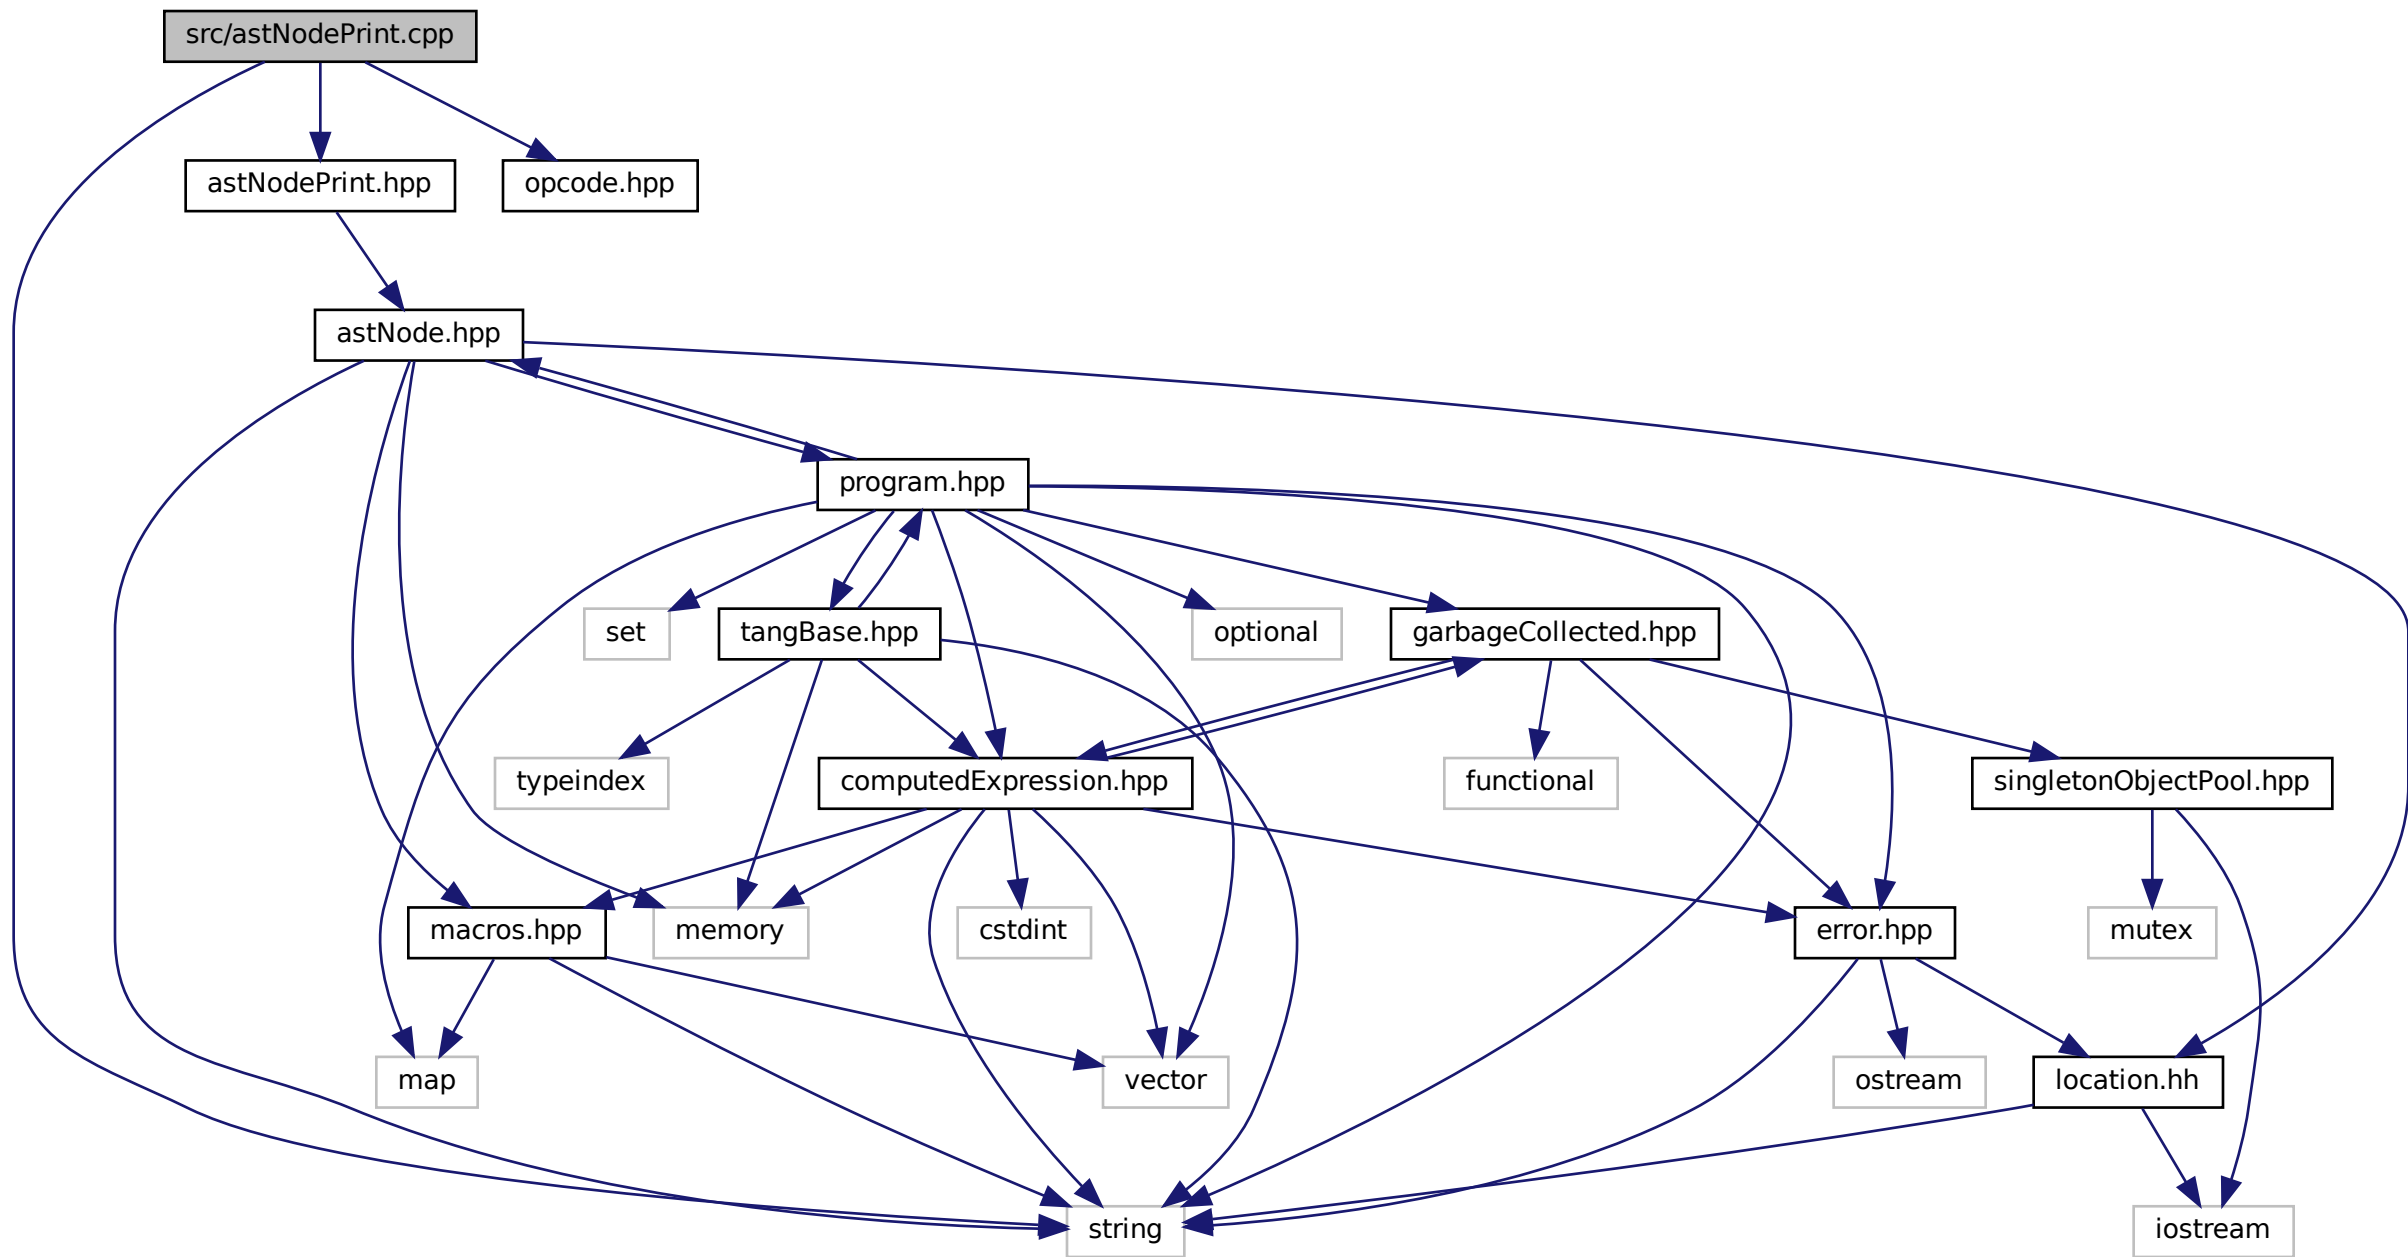 src/astNodePrint.cpp
astNodePrint.hpp
opcode.hpp
astNode.hpp
program.hpp
set
tangBase.hpp
optional
garbageCollected.hpp
typeindex
computedExpression.hpp
functional
singletonObjectPool.hpp
macros.hpp
memory
cstdint
error.hpp
mutex
map
vector
ostream
location.hh
string
iostream